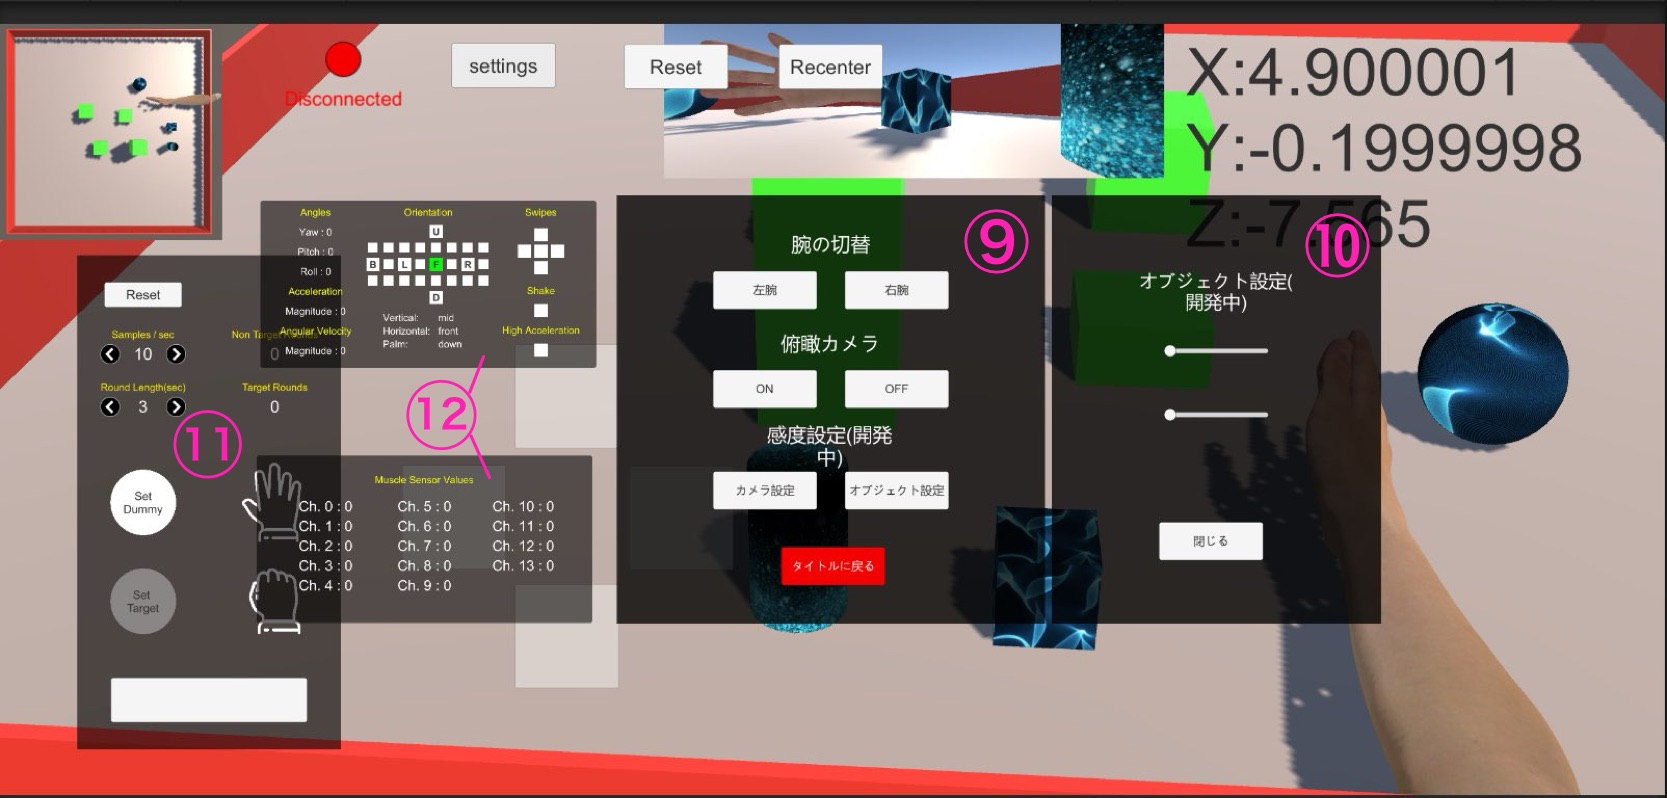 Disconnected
settings
Reset
Recenter
X:4.900001
Y:-0.1999998
Z:-7.565
Angles
Yaw : 0
Pitch : 0
Roll : 0
Acceleration
Magnitude : 0
Angular Velocity
Magnitude : 0
Orientation
U
B L F R
D
Vertical: mid
Horizontal: front
Palm: down
Swipes
Shake
High Acceleration
Reset
Samples / sec
10
Round Length(sec)
3
0
Target Rounds
0
⑪
Set
Dummy
Set
Target
⑫
Muscle Sensor Values
Ch. 0 : 0 Ch. 5 : 0 Ch. 10 : 0
Ch. 1 : 0 Ch. 6 : 0 Ch. 11 : 0
Ch. 2 : 0 Ch. 7 : 0 Ch. 12 : 0
Ch. 3 : 0 Ch. 8 : 0 Ch. 13 : 0
Ch. 4 : 0 Ch. 9 : 0
⑨
腕の切替
左腕 右腕
俯瞰カメラ
ON OFF
感度設定(開発
中)
カメラ設定 オブジェクト設定
タイトルに戻る
⑩
オブジェクト設定(
開発中)
閉じる